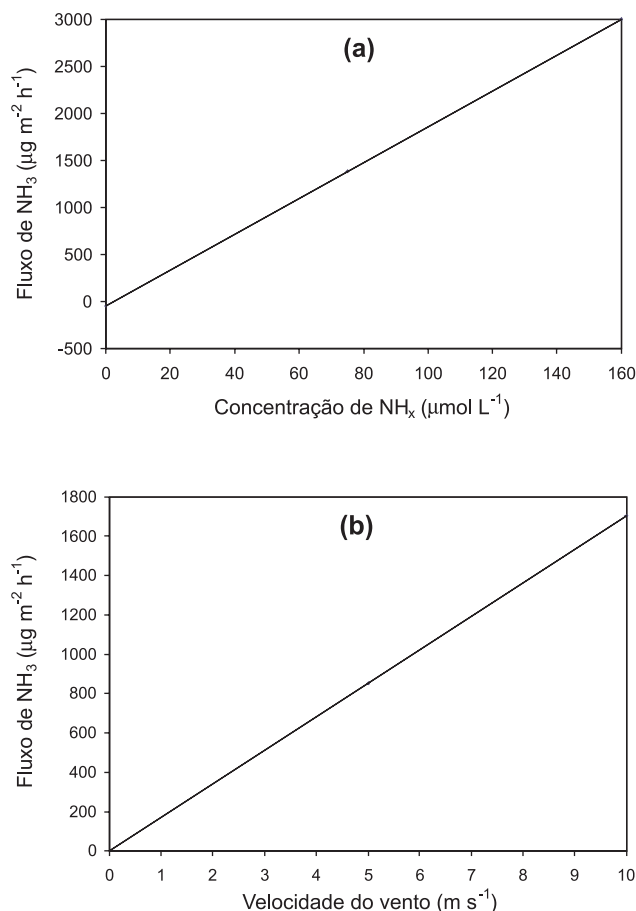 (a)
Fluxo de NH₃ (µg m⁻² h⁻¹)
3000
2500
2000
1500
1000
500
0
-500
0 20 40 60 80 100 120 140 160
Concentração de NHₓ (µmol L⁻¹)
(b)
Fluxo de NH₃ (µg m⁻² h⁻¹)
1800
1600
1400
1200
1000
800
600
400
200
0
0 1 2 3 4 5 6 7 8 9 10
Velocidade do vento (m s⁻¹)